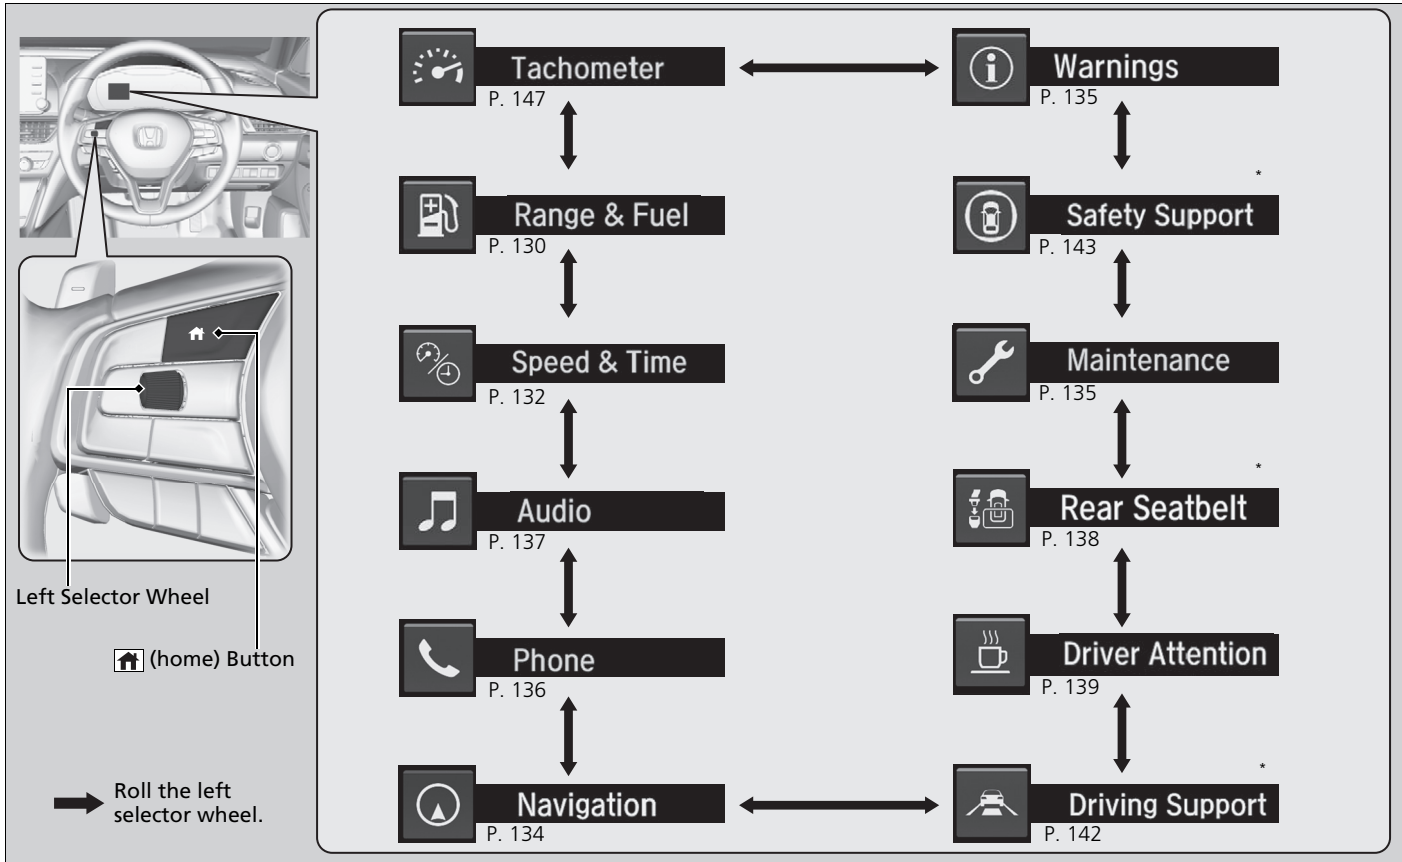 Tachometer
P. 147
Range & Fuel
P. 130
Speed & Time
P. 132
Audio
P. 137
Phone
P. 136
Navigation
P. 134
Warnings
P. 135
*
Safety Support
P. 143
Maintenance
P. 135
*
Rear Seatbelt
P. 138
Driver Attention
P. 139
*
Driving Support
P. 142
Left Selector Wheel
(home) Button
Roll the left
selector wheel.